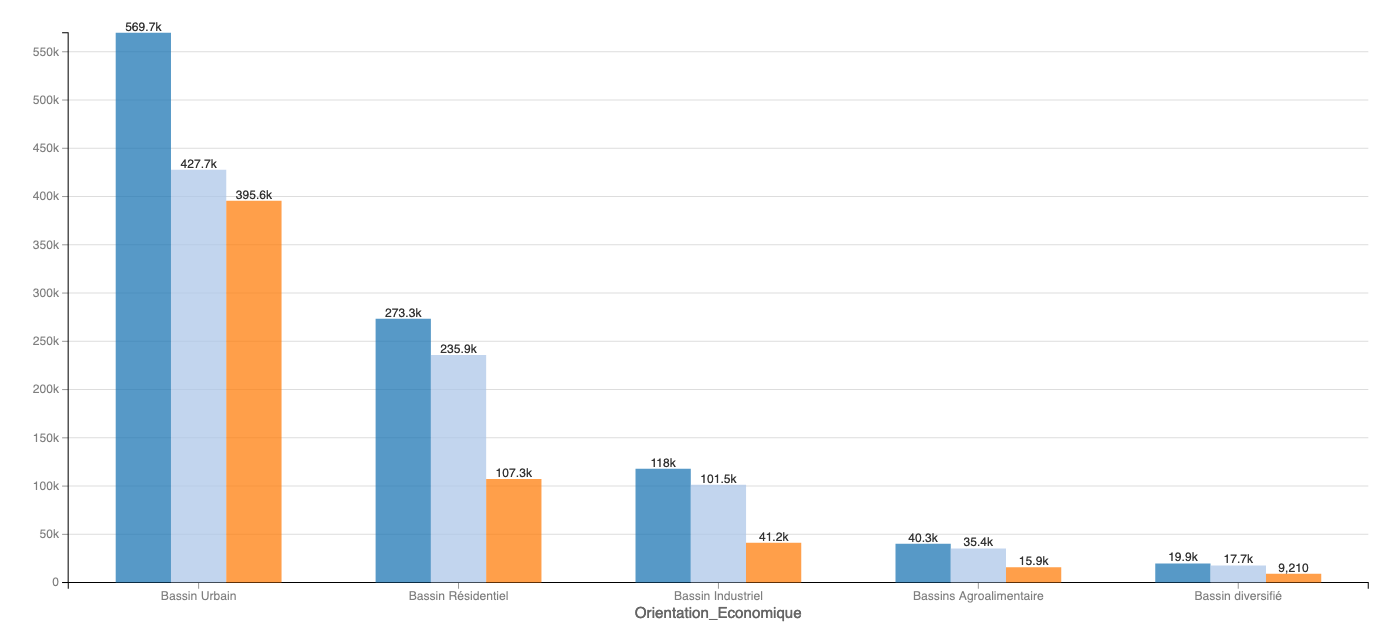 569.7k
427.7k
395.6k
273.3k
235.9k
107.3k
118k
101.5k
41.2k
40.3k
35.4k
15.9k
19.9k
17.7k
9,210
550k
500k
450k
400k
350k
300k
250k
200k
150k
100k
50k
0
Bassin Urbain
Bassin Résidentiel
Bassin Industriel
Bassins Agroalimentaire
Bassin diversifié
Orientation_Economique